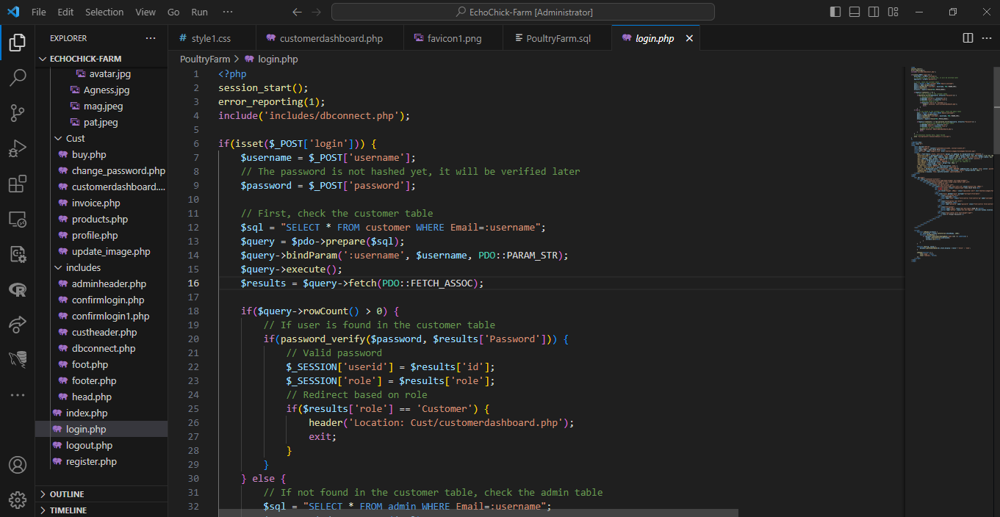 File Edit Selection View Go Run ···
EchoChick-Farm [Administrator]
EXPLORER
ECHOCHICK-FARM
avatar.jpg
Agness.jpg
mag.jpeg
pat.jpeg
Cust
buy.php
change_password.php
customerdashboard....
invoice.php
products.php
profile.php
update_image.php
includes
adminheader.php
confirmlogin.php
confirmlogin1.php
custheader.php
dbconnect.php
foot.php
footer.php
head.php
index.php
login.php
logout.php
register.php
OUTLINE
TIMELINE
# style1.css
customerdashboard.php
favicon1.png
PoultryFarm.sql
login.php
PoultryFarm > login.php
1 <?php
2 session_start();
3 error_reporting(1);
4 include('includes/dbconnect.php');
5
6 if(isset($_POST['login'])) {
7 $username = $_POST['username'];
8 // The password is not hashed yet, it will be verified later
9 $password = $_POST['password'];
10
11 // First, check the customer table
12 $sql = "SELECT * FROM customer WHERE Email=:username";
13 $query = $pdo->prepare($sql);
14 $query->bindParam(':username', $username, PDO::PARAM_STR);
15 $query->execute();
16 $results = $query->fetch(PDO::FETCH_ASSOC);
17
18 if($query->rowCount() > 0) {
19 // If user is found in the customer table
20 if(password_verify($password, $results['Password'])) {
21 // Valid password
22 $_SESSION['userid'] = $results['id'];
23 $_SESSION['role'] = $results['role'];
24 // Redirect based on role
25 if($results['role'] == 'Customer') {
26 header('Location: Cust/customerdashboard.php');
27 exit;
28 }
29 }
30 } else {
31 // If not found in the customer table, check the admin table
32 $sql = "SELECT * FROM admin WHERE Email=:username";